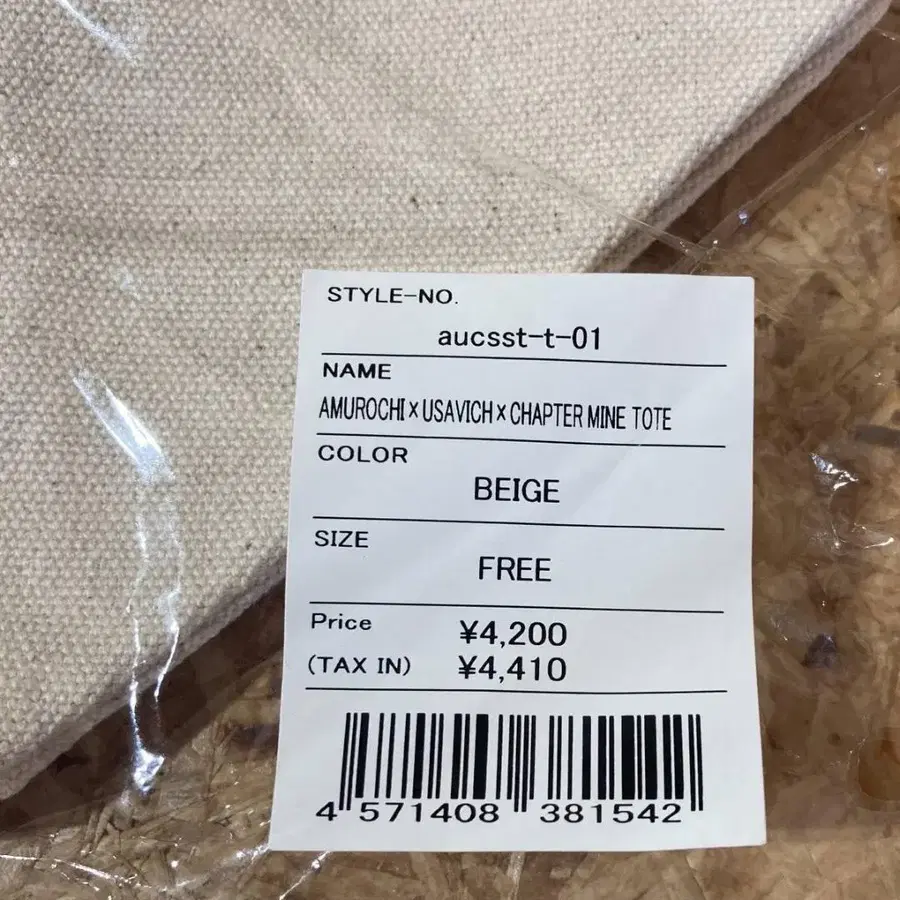 STYLE-NO.
aucsst-t-01
NAME
AMUROCHI×USAVICH×CHAPTER MINE TOTE
COLOR
BEIGE
SIZE
FREE
Price ¥4,200
(TAX IN) ¥4,410
4 571408 381542